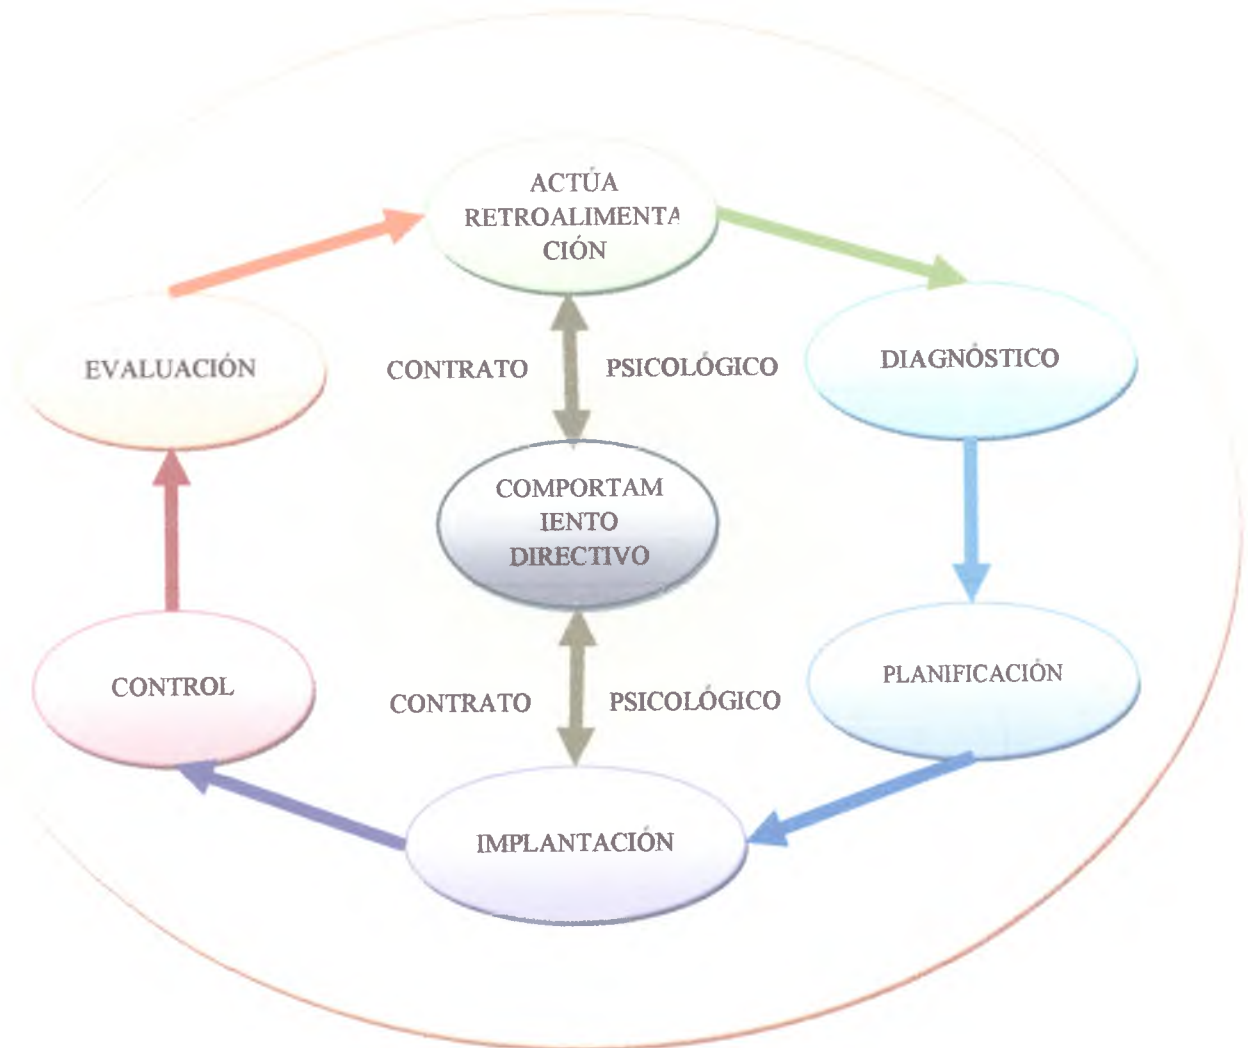 ACTÚA
RETROALIMENTA
CIÓN
EVALUACIÓN
CONTRATO PSICOLÓGICO
DIAGNÓSTICO
COMPORTAM
IENTO
DIRECTIVO
CONTROL
CONTRATO PSICOLÓGICO
PLANIFICACIÓN
IMPLANTACIÓN